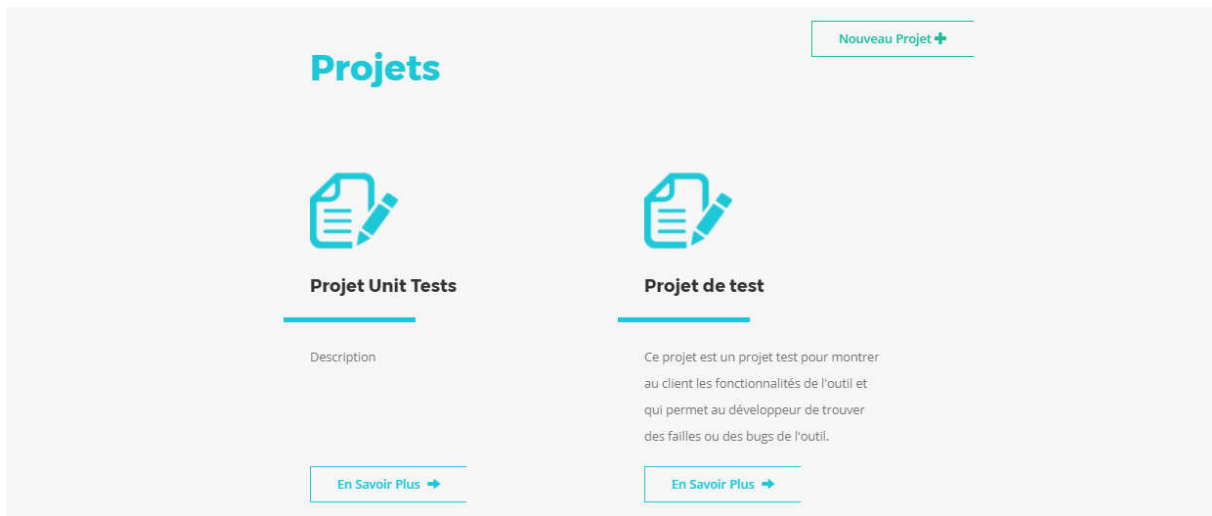 Nouveau Projet
Projets
Projet Unit Tests
Description
En Savoir Plus
Projet de test
Ce projet est un projet test pour montrer
au client les fonctionnalités de l'outil et
qui permet au développeur de trouver
des failles ou des bugs de l'outil.
En Savoir Plus